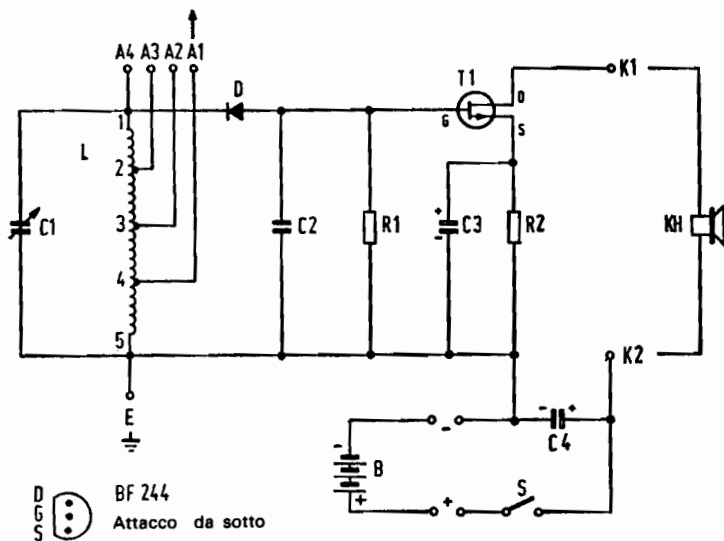 A4 A3 A2 A1
D
T1
K1
D
G
S
1
L
2
C1
3
C2
R1
+
-
C3
R2
KH
4
5
K2
E
-
- +
C4
-
B
+
+
S
D
G
S
BF 244
Attacco da sotto